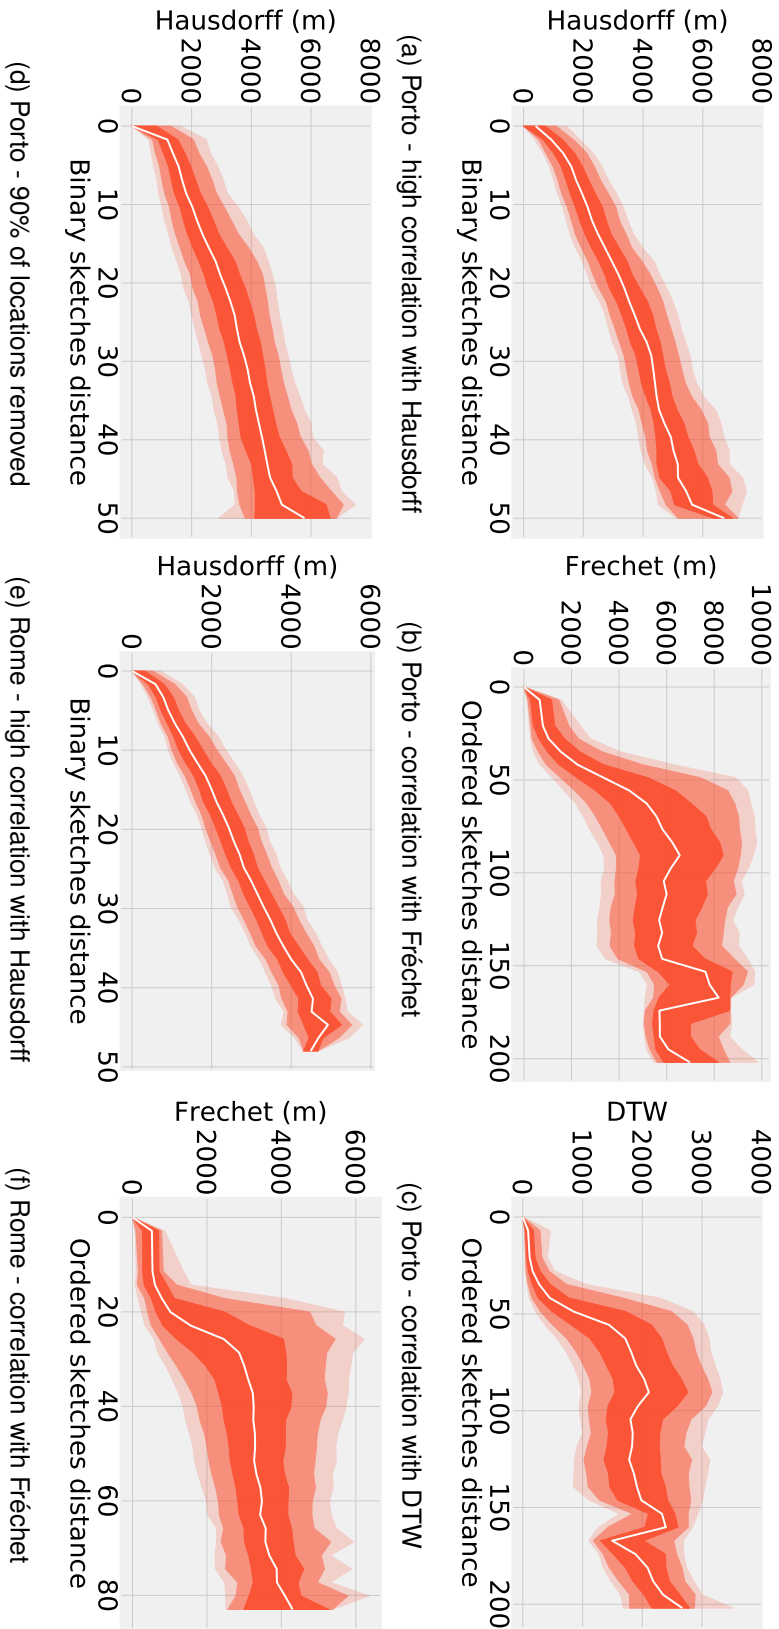 Hausdorff (m)
8000
6000
4000
2000
0
0 10 20 30 40 50
Binary sketches distance
(a) Porto - high correlation with Hausdorff
Frechet (m)
10000
8000
6000
4000
2000
0
0 50 100 150 200
Ordered sketches distance
(b) Porto - correlation with Fréchet
DTW
4000
3000
2000
1000
0
0 50 100 150 200
Ordered sketches distance
(c) Porto - correlation with DTW
Hausdorff (m)
8000
6000
4000
2000
0
0 10 20 30 40 50
Binary sketches distance
(d) Porto - 90% of locations removed
Hausdorff (m)
6000
4000
2000
0
0 10 20 30 40 50
Binary sketches distance
(e) Rome - high correlation with Hausdorff
Frechet (m)
6000
4000
2000
0
0 20 40 60 80
Ordered sketches distance
(f) Rome - correlation with Fréchet